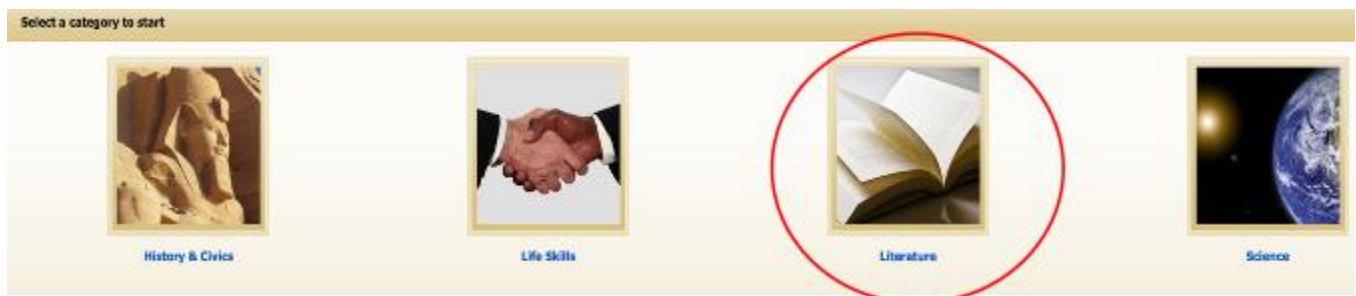 Select a category to start
History & Civics
Life Skills
Literature
Science